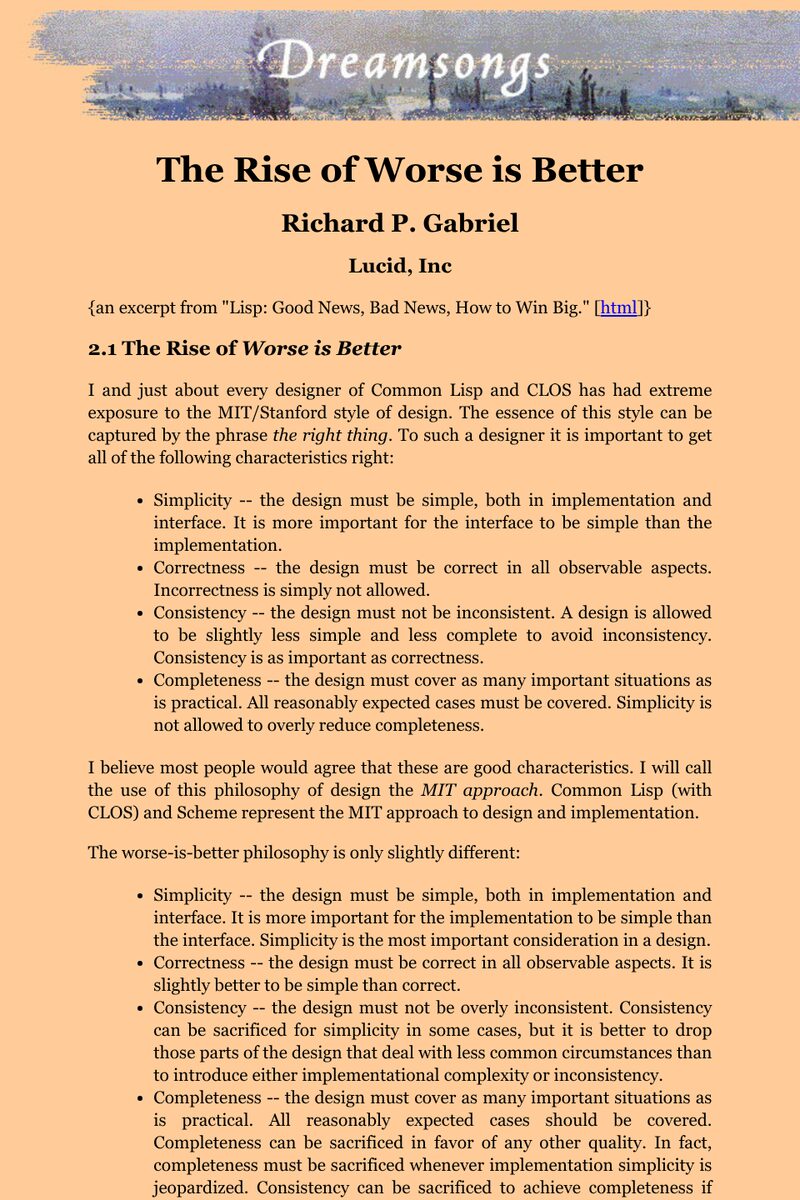 Dreamsongs
The Rise of Worse is Better
Richard P. Gabriel
Lucid, Inc
{an excerpt from "Lisp: Good News, Bad News, How to Win Big." [html]}
2.1 The Rise of Worse is Better
I and just about every designer of Common Lisp and CLOS has had extreme
exposure to the MIT/Stanford style of design. The essence of this style can be
captured by the phrase the right thing. To such a designer it is important to get
all of the following characteristics right:
• Simplicity -- the design must be simple, both in implementation and
interface. It is more important for the interface to be simple than the
implementation.
• Correctness -- the design must be correct in all observable aspects.
Incorrectness is simply not allowed.
• Consistency -- the design must not be inconsistent. A design is allowed
to be slightly less simple and less complete to avoid inconsistency.
Consistency is as important as correctness.
• Completeness -- the design must cover as many important situations as
is practical. All reasonably expected cases must be covered. Simplicity is
not allowed to overly reduce completeness.
I believe most people would agree that these are good characteristics. I will call
the use of this philosophy of design the MIT approach. Common Lisp (with
CLOS) and Scheme represent the MIT approach to design and implementation.
The worse-is-better philosophy is only slightly different:
• Simplicity -- the design must be simple, both in implementation and
interface. It is more important for the implementation to be simple than
the interface. Simplicity is the most important consideration in a design.
• Correctness -- the design must be correct in all observable aspects. It is
slightly better to be simple than correct.
• Consistency -- the design must not be overly inconsistent. Consistency
can be sacrificed for simplicity in some cases, but it is better to drop
those parts of the design that deal with less common circumstances than
to introduce either implementational complexity or inconsistency.
• Completeness -- the design must cover as many important situations as
is practical. All reasonably expected cases should be covered.
Completeness can be sacrificed in favor of any other quality. In fact,
completeness must be sacrificed whenever implementation simplicity is
jeopardized. Consistency can be sacrificed to achieve completeness if